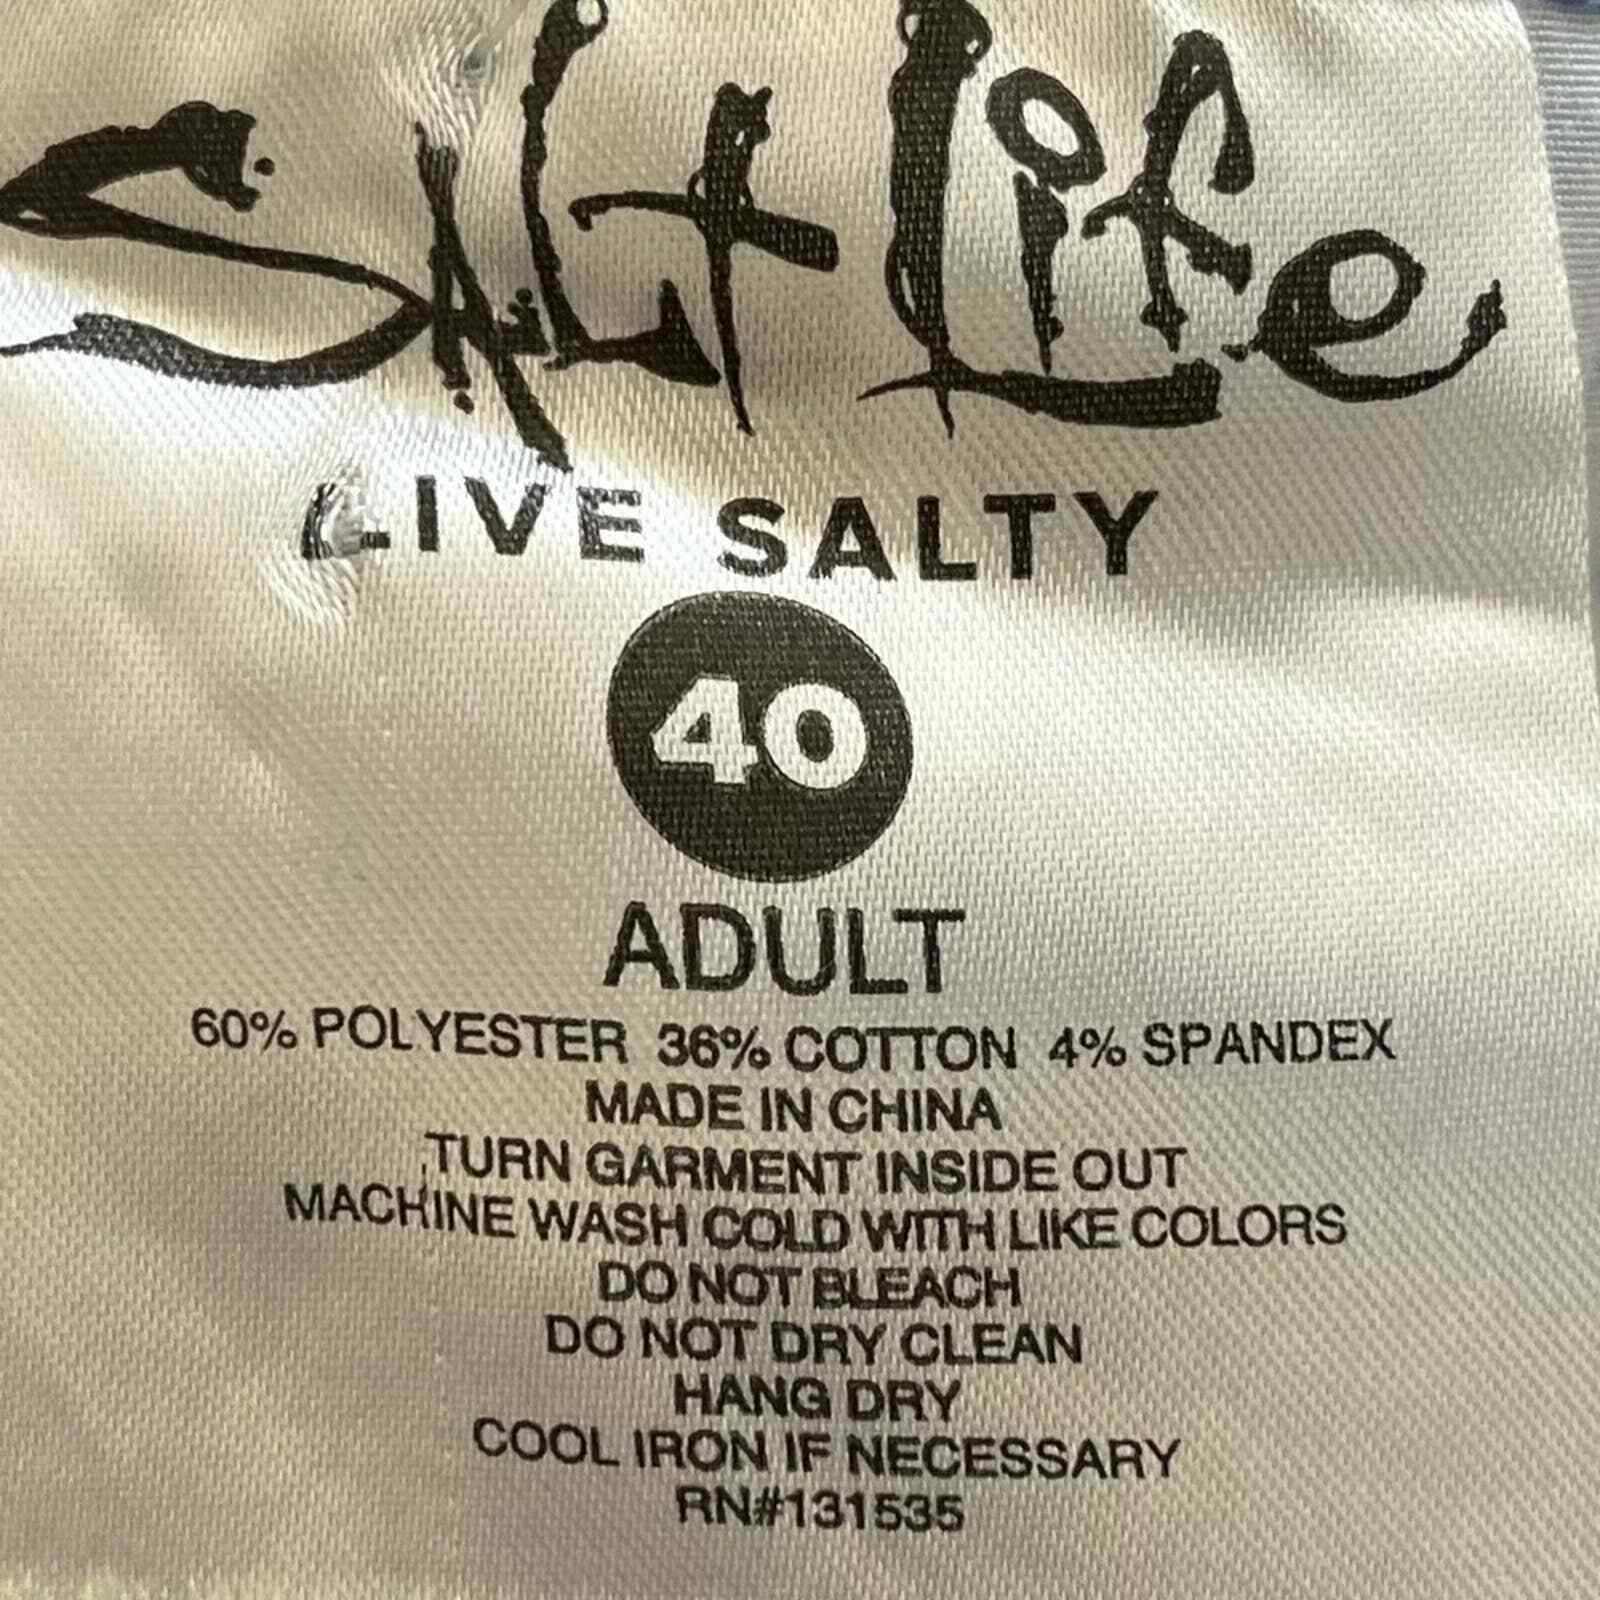 Salt Life
LIVE SALTY
40
ADULT
60% POLYESTER 36% COTTON 4% SPANDEX
MADE IN CHINA
TURN GARMENT INSIDE OUT
MACHINE WASH COLD WITH LIKE COLORS
DO NOT BLEACH
DO NOT DRY CLEAN
HANG DRY
COOL IRON IF NECESSARY
RN#131535